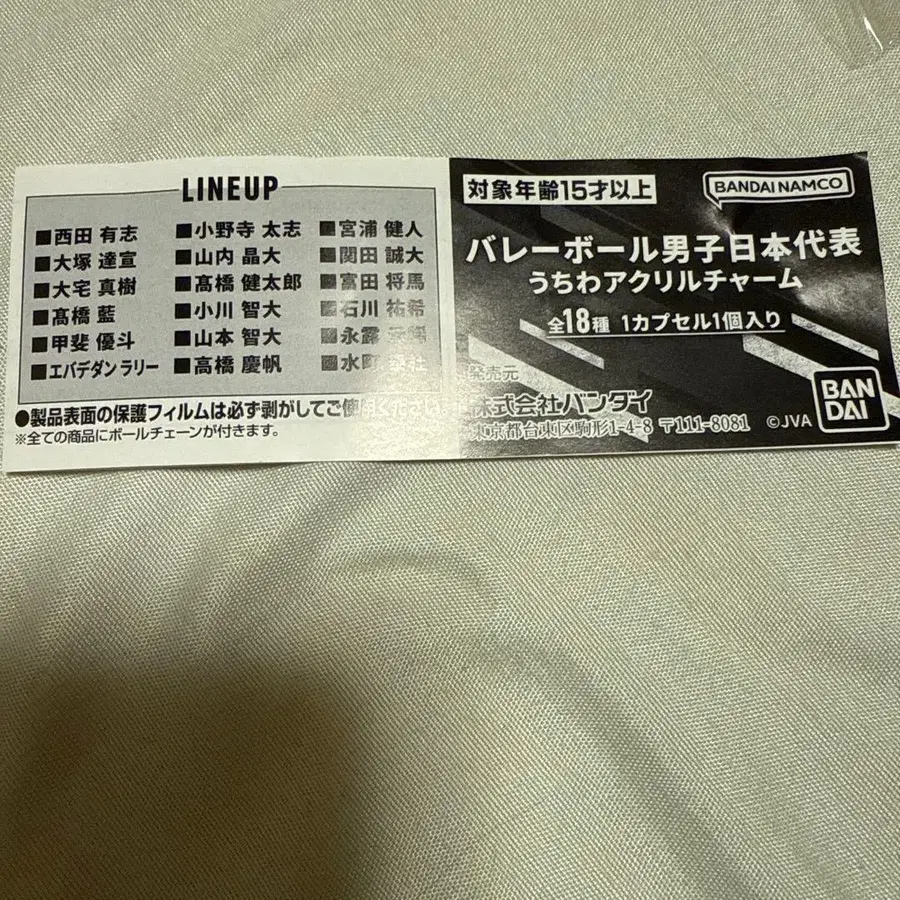 LINEUP
■西田 有志
■大塚 達宣
■大宅 真樹
■髙橋 藍
■甲斐 優斗
■エバデダン ラリー
■小野寺 太志
■山内 晶大
■髙橋 健太郎
■小川 智大
■山本 智大
■高橋 慶帆
■宮浦 健人
■関田 誠大
■富田 将馬
■石川 祐希
■永露
■水町
●製品表面の保護フィルムは必ず剥がしてご使用ください
※全ての商品にボールチェーンが付きます。
対象年齢15才以上
BANDAI NAMCO
バレーボール男子日本代表
うちわアクリルチャーム
全18種 1カプセル1個入り
発売元
株式会社バンダイ
東京都台東区駒形1-4-8 〒111-8081
©JVA
BAN
DAI